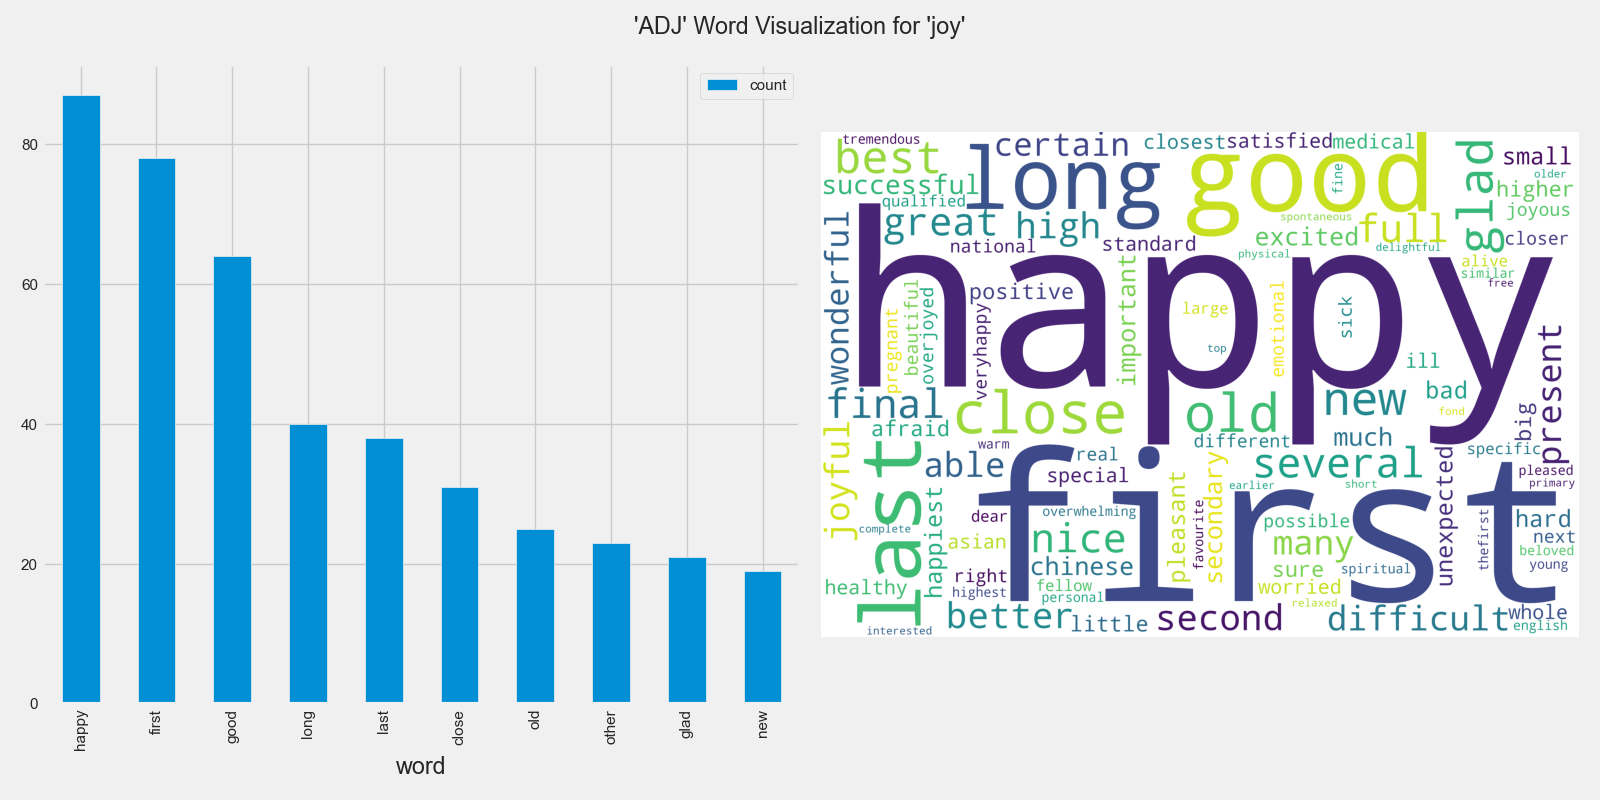 'ADJ' Word Visualization for 'joy'
count
80
60
40
20
0
happy
first
good
long
last
close
old
other
glad
new
word
tremendous
certain
closest
satisfied
medical
best
long
good
glad
small
fine
older
successful
higher
qualified
joyous
great
high
spontaneous
full
national
standard
excited
closer
delightful
physical
wonderful
happy
alive
similar
free
important
positive
beautiful
overjoyed
pregnant
veryhappy
large
emotional
sick
top
present
ill
bad
final
close
old
new
fond
big
afraid
different
much
joyful
last
warm
real
able
special
several
specific
unexpected
pleased
primary
first
earlier
short
secondary
pleasant
complete
happiest
dear
overwhelming
favourite
possible
thefirst
hard
asian
nice
many
next
beloved
chinese
right
sure
spiritual
young
healthy
fellow
worried
highest
personal
relaxed
interested
better
little
second
difficult
whole
english